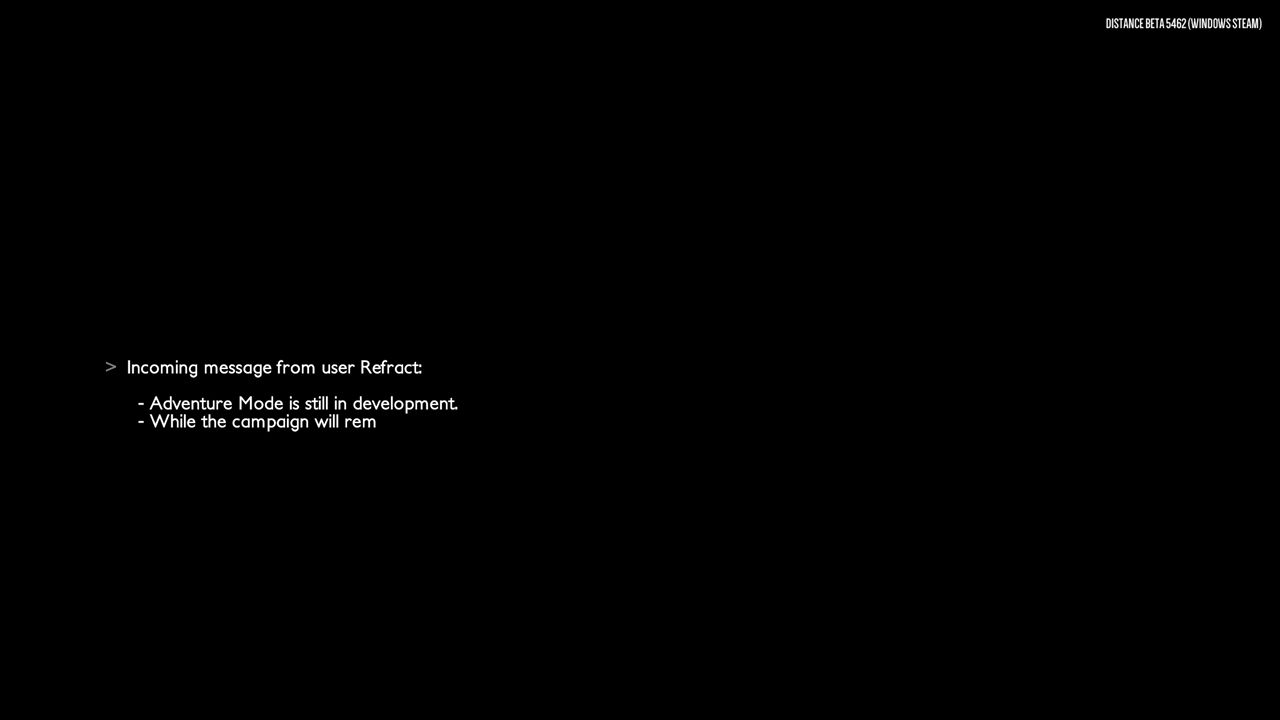 DISTANCE BETA 5462 (WINDOWS STEAM)
> Incoming message from user Refract:
- Adventure Mode is still in development.
- While the campaign will rem